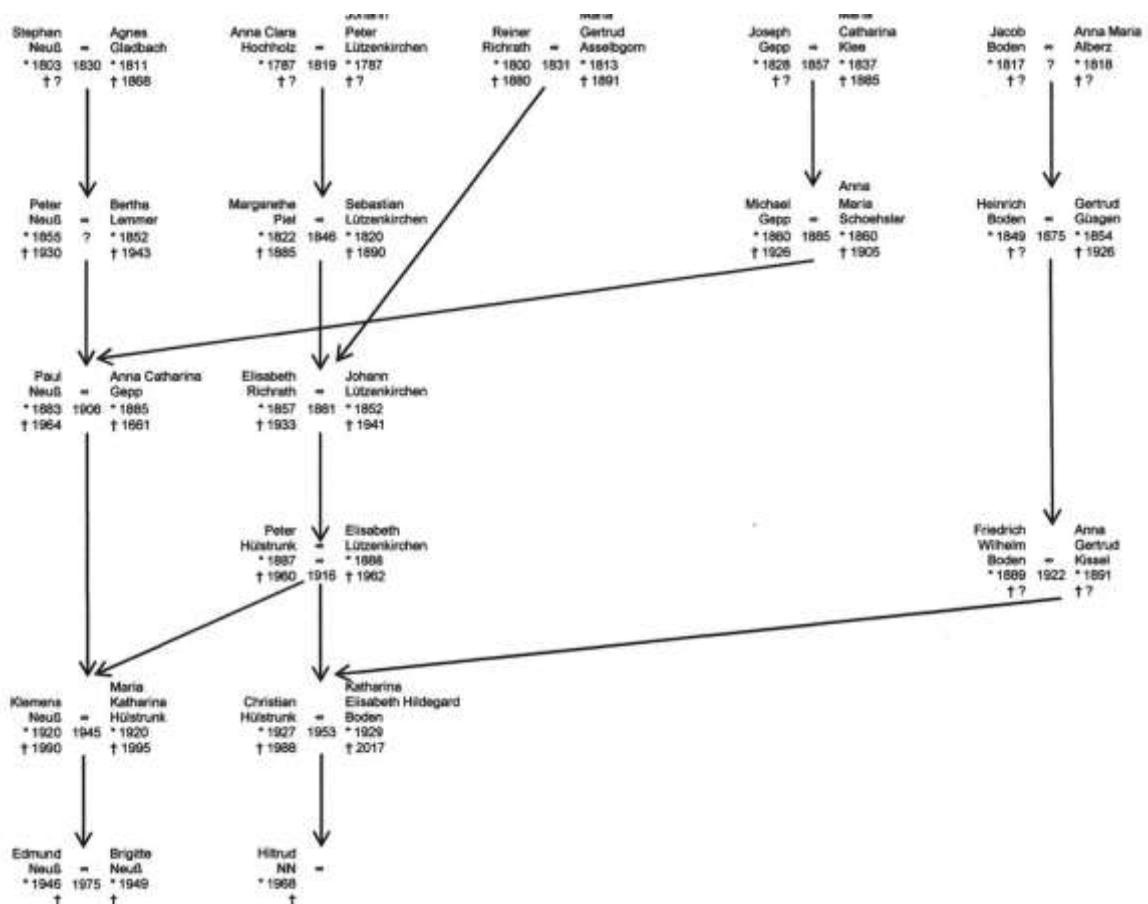 Stephan Agnes
Neuß ∞ Gladbach
* 1803 1830 * 1811
† ? † 1868
Johann
Anna Clara Peter
Hochholz ∞ Lützenkirchen
* 1787 1819 * 1787
† ? † ?
Maria
Reiner Gertrud
Richrath ∞ Asselborn
* 1800 1831 * 1813
† 1880 † 1891
Maria
Joseph Catharina
Gepp ∞ Klee
* 1828 1857 * 1837
† ? † 1885
Jacob Anna Maria
Boden ∞ Alberz
* 1817 ? * 1818
† ? † ?
Peter Bertha
Neuß ∞ Lemmer
* 1855 ? * 1852
† 1930 † 1943
Margarethe Sebastian
Piel ∞ Lützenkirchen
* 1822 1846 * 1820
† 1885 † 1890
Anna
Michael Maria
Gepp ∞ Schoehsler
* 1860 1885 * 1860
† 1926 † 1905
Heinrich Gertrud
Boden ∞ Güsgen
* 1849 1875 * 1854
† ? † 1926
Paul Anna Catharina
Neuß ∞ Gepp
* 1883 1908 * 1885
† 1964 † 1661
Elisabeth Johann
Richrath ∞ Lützenkirchen
* 1857 1881 * 1852
† 1933 † 1941
Peter Elisabeth
Hülstrunk ∞ Lützenkirchen
* 1887 ∞ * 1888
† 1960 1916 † 1962
Friedrich Anna
Wilhelm Gertrud
Boden ∞ Kissel
* 1889 1922 * 1891
† ? † ?
Maria
Klemens Katharina
Neuß ∞ Hülstrunk
* 1920 1945 * 1920
† 1990 † 1995
Katharina
Christian Elisabeth Hildegard
Hülstrunk ∞ Boden
* 1927 1953 * 1929
† 1988 † 2017
Edmund Brigitte
Neuß ∞ Neuß
* 1946 1975 * 1949
† †
Hiltrud
NN ∞
* 1968
†